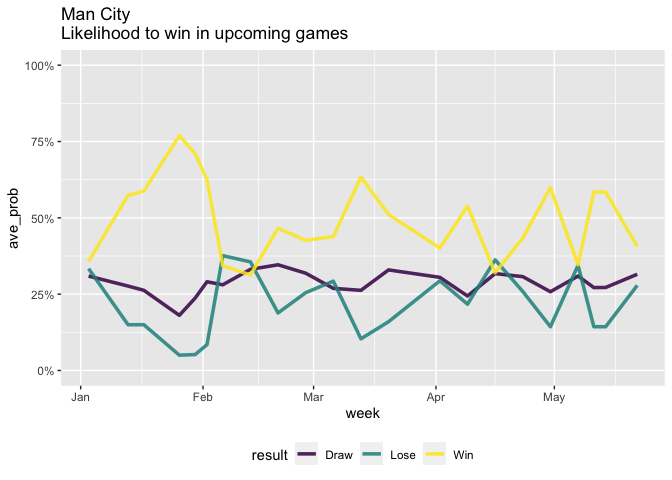 Man City
Likelihood to win in upcoming games
100%
75%
50%
25%
0%
ave_prob
Jan Feb Mar Apr May
week
result Draw Lose Win